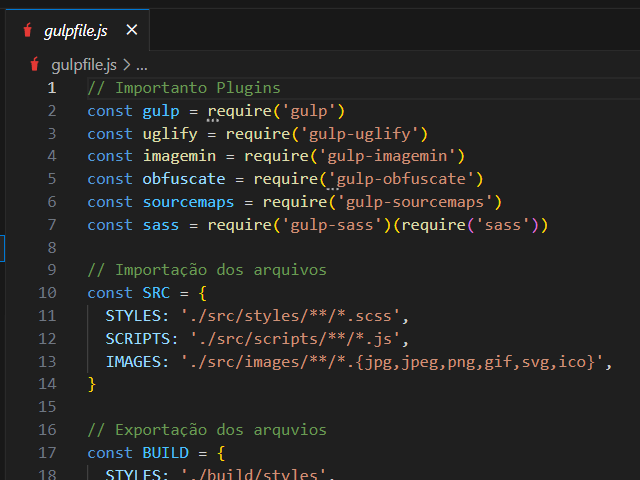 gulpfile.js ×
gulpfile.js > ...
1 // Importanto Plugins
2 const gulp = require('gulp')
3 const uglify = require('gulp-uglify')
4 const imagemin = require('gulp-imagemin')
5 const obfuscate = require('gulp-obfuscate')
6 const sourcemaps = require('gulp-sourcemaps')
7 const sass = require('gulp-sass')(require('sass'))
8
9 // Importação dos arquivos
10 const SRC = {
11 STYLES: './src/styles/**/*.scss',
12 SCRIPTS: './src/scripts/**/*.js',
13 IMAGES: './src/images/**/*.{jpg,jpeg,png,gif,svg,ico}',
14 }
15
16 // Exportação dos arquvios
17 const BUILD = {
18 STYLES: './build/styles',